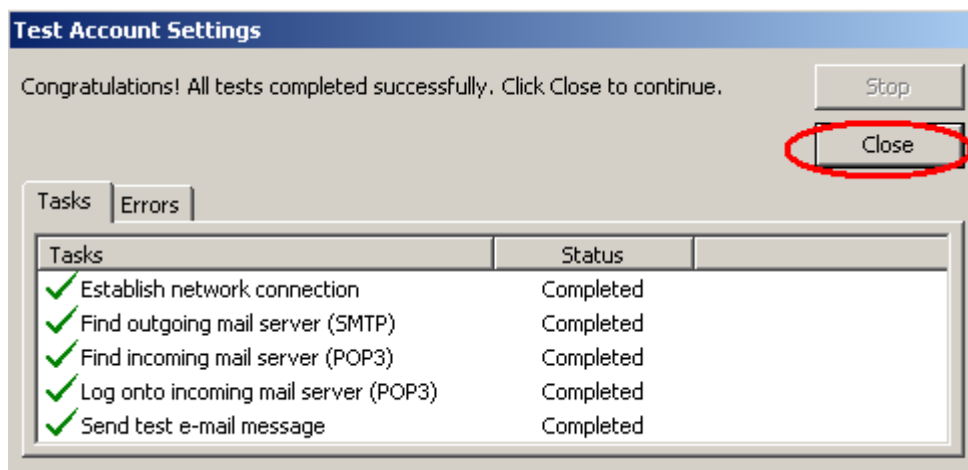 Test Account Settings
Congratulations! All tests completed successfully. Click Close to continue.
Stop
Close
Tasks Errors
Tasks Status
Establish network connection Completed
Find outgoing mail server (SMTP) Completed
Find incoming mail server (POP3) Completed
Log onto incoming mail server (POP3) Completed
Send test e-mail message Completed